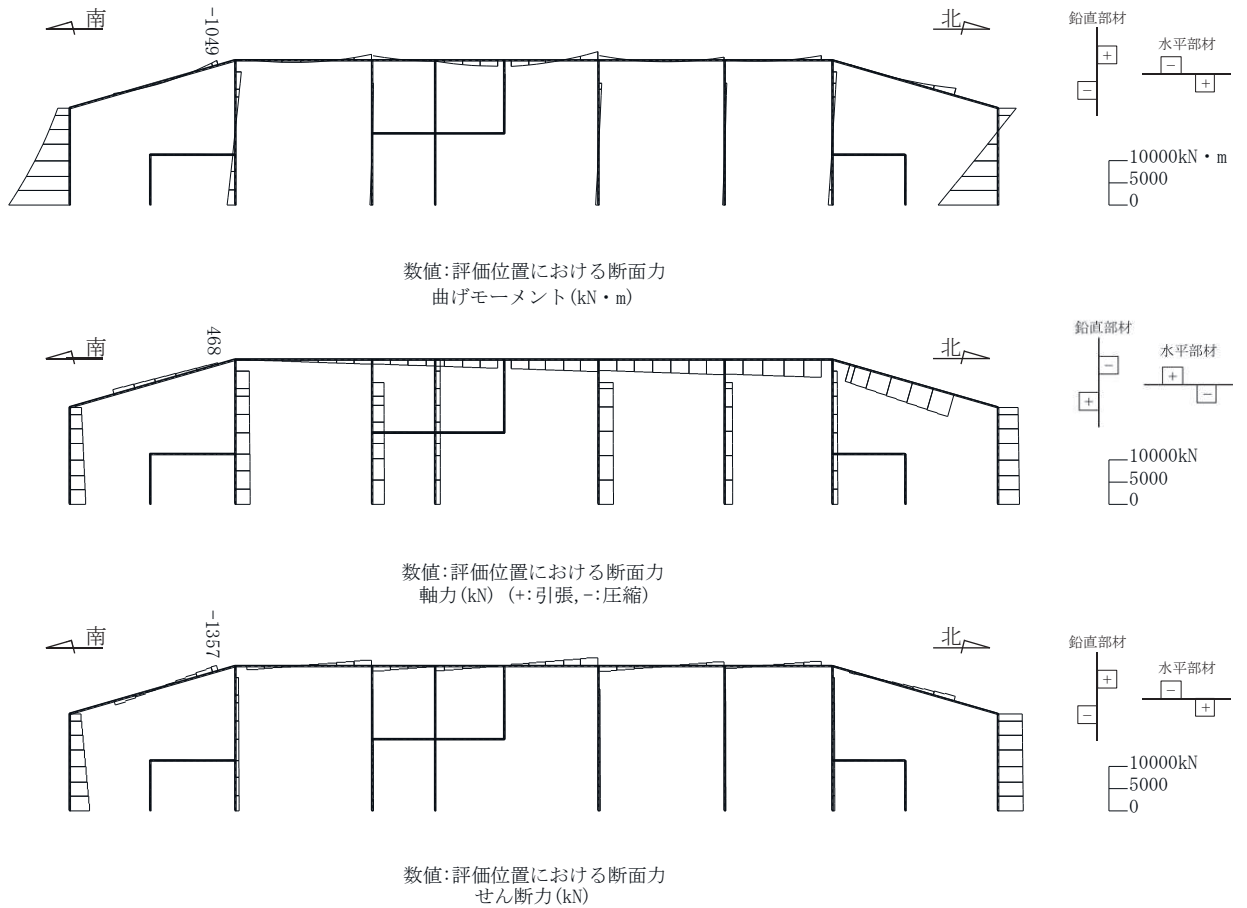 南
-1049
北
鉛直部材
+
-
水平部材
-
+
10000kN・m
5000
0
数値:評価位置における断面力
曲げモーメント(kN・m)
南
468
北
鉛直部材
-
+
水平部材
+
-
10000kN
5000
0
数値:評価位置における断面力
軸力(kN) (+:引張,-:圧縮)
南
-1357
北
鉛直部材
+
-
水平部材
-
+
10000kN
5000
0
数値:評価位置における断面力
せん断力(kN)